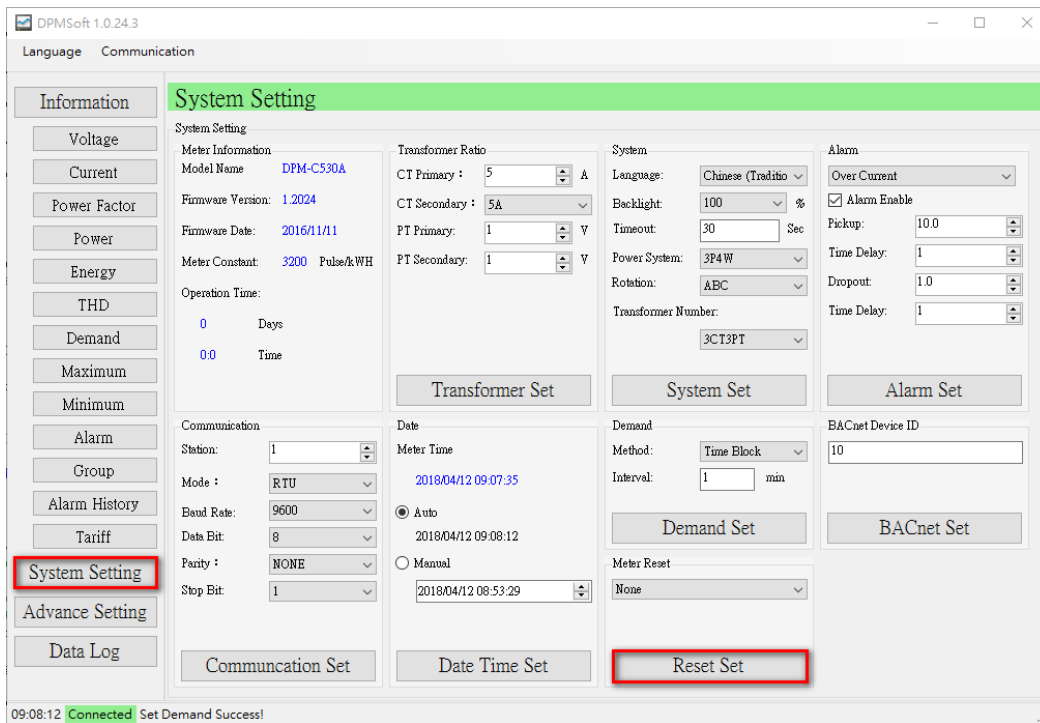 DPMSoft 1.0.24.3
Language Communication
Information
Voltage
Current
Power Factor
Power
Energy
THD
Demand
Maximum
Minimum
Alarm
Group
Alarm History
Tariff
System Setting
Advance Setting
Data Log
System Setting
System Setting
Meter Information
Model Name DPM-C530A
Firmware Version: 1.2024
Firmware Date: 2016/11/11
Meter Constant: 3200 Pulse/kWH
Operation Time:
0 Days
0:0 Time
Transformer Ratio
CT Primary : 5 A
CT Secondary : 5A
PT Primary: 1 V
PT Secondary: 1 V
Transformer Set
System
Language: Chinese (Traditio
Backlight: 100 %
Timeout: 30 Sec
Power System: 3P4W
Rotation: ABC
Transformer Number:
3CT3PT
System Set
Alarm
Over Current
Alarm Enable
Pickup: 10.0
Time Delay: 1
Dropout: 1.0
Time Delay: 1
Alarm Set
Communication
Station: 1
Mode : RTU
Baud Rate: 9600
Data Bit: 8
Parity : NONE
Stop Bit: 1
Communcation Set
Date
Meter Time
2018/04/12 09:07:35
Auto
2018/04/12 09:08:12
Manual
2018/04/12 08:53:29
Date Time Set
Demand
Method: Time Block
Interval: 1 min
Demand Set
BACnet Device ID
10
BACnet Set
Meter Reset
None
Reset Set
09:08:12 Connected Set Demand Success!